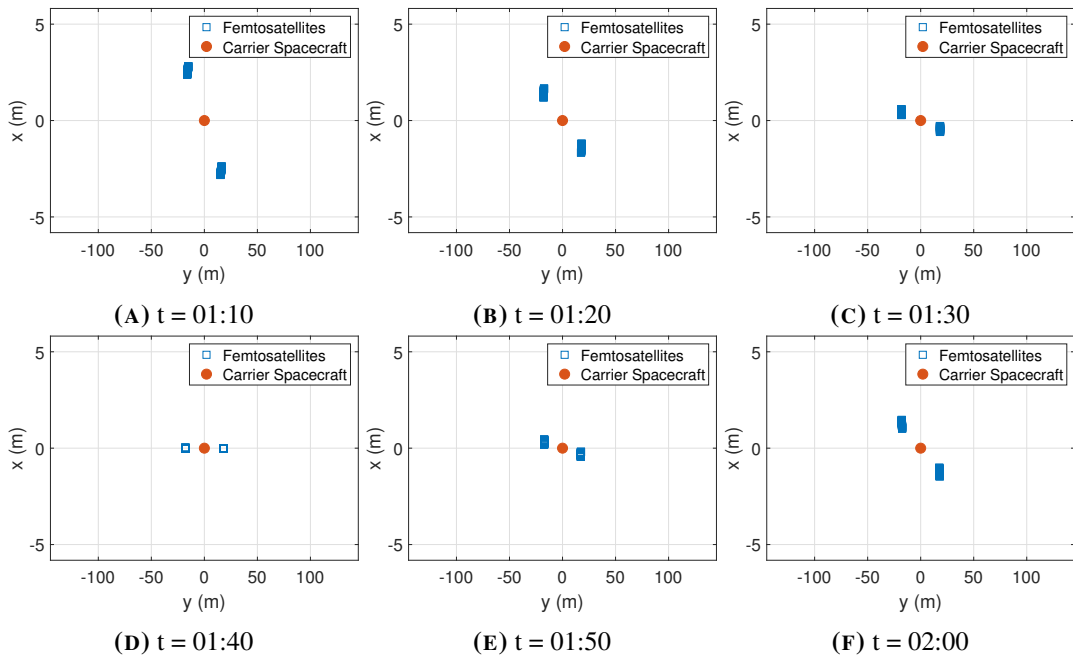 5
0
-5
x (m)
-100 -50 0 50 100
y (m)
Femtosatellites
Carrier Spacecraft
(A) t = 01:10
5
0
-5
x (m)
-100 -50 0 50 100
y (m)
Femtosatellites
Carrier Spacecraft
(B) t = 01:20
5
0
-5
x (m)
-100 -50 0 50 100
y (m)
Femtosatellites
Carrier Spacecraft
(C) t = 01:30
5
0
-5
x (m)
-100 -50 0 50 100
y (m)
Femtosatellites
Carrier Spacecraft
(D) t = 01:40
5
0
-5
x (m)
-100 -50 0 50 100
y (m)
Femtosatellites
Carrier Spacecraft
(E) t = 01:50
5
0
-5
x (m)
-100 -50 0 50 100
y (m)
Femtosatellites
Carrier Spacecraft
(F) t = 02:00